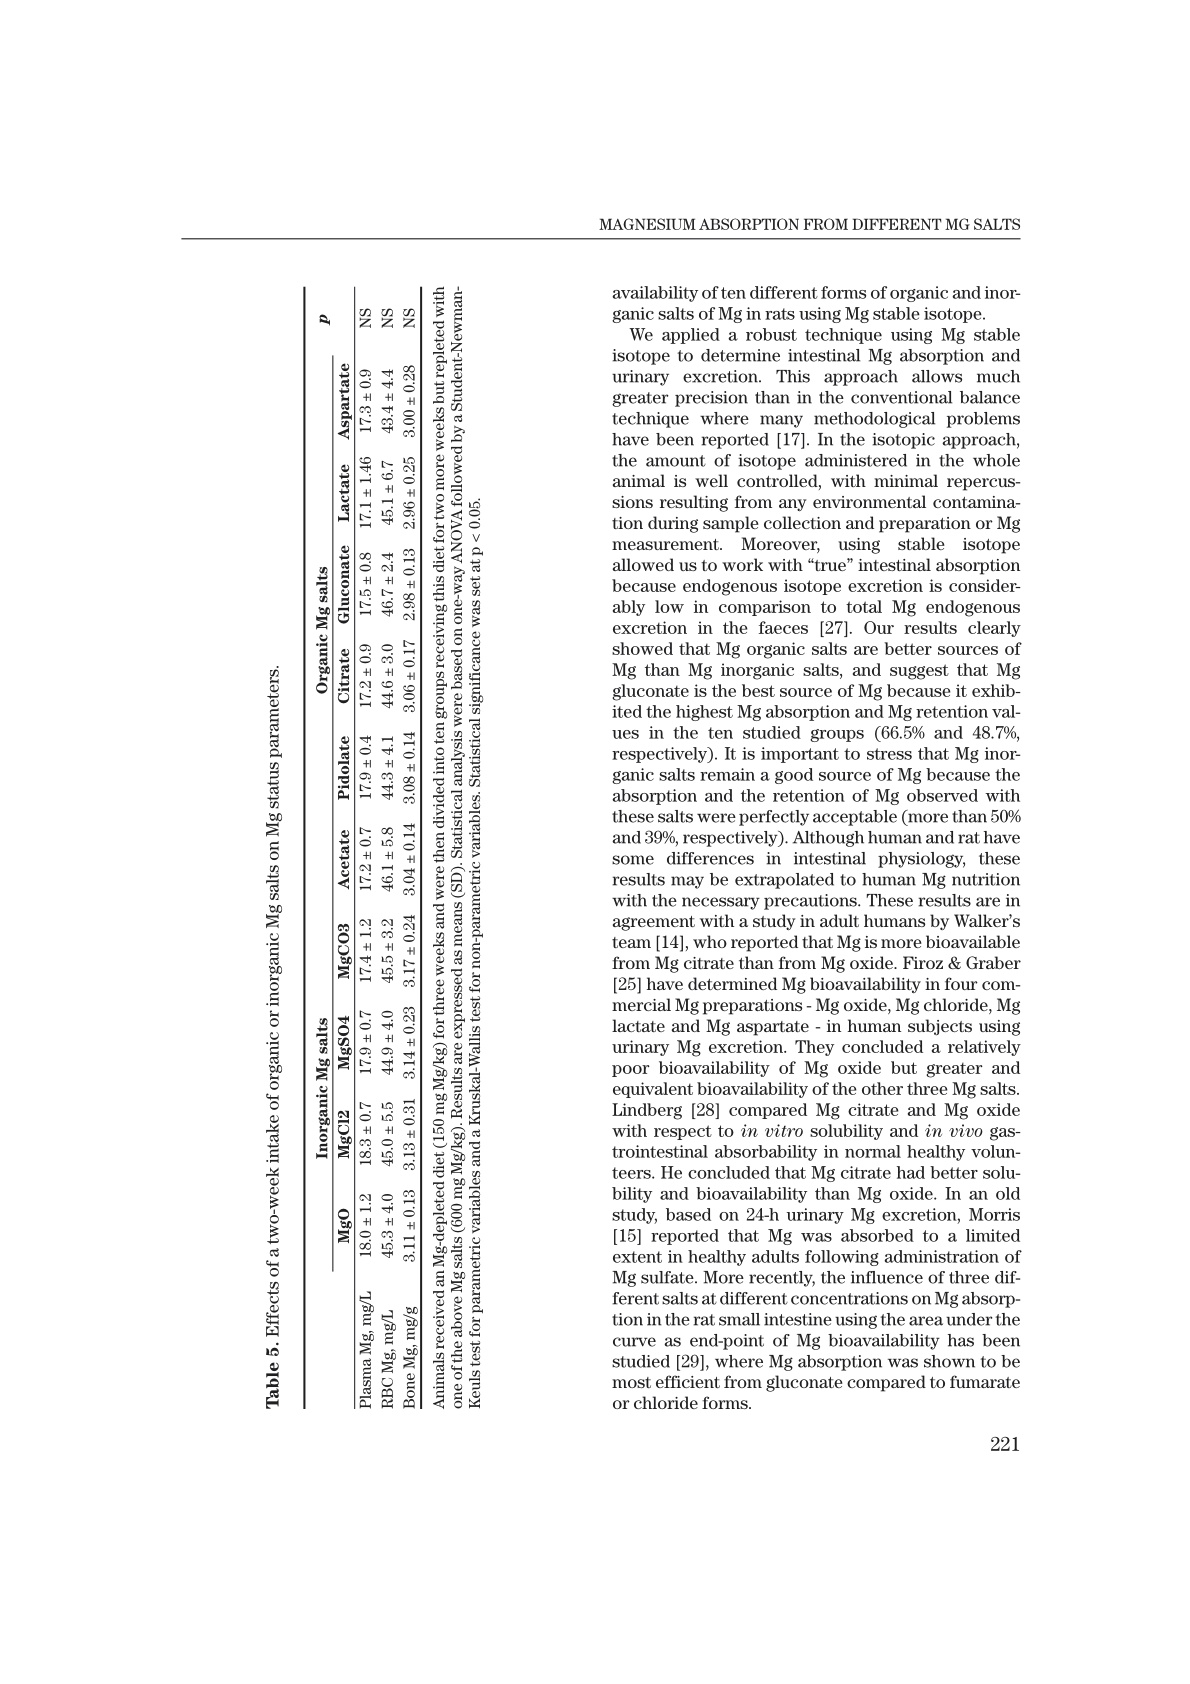 MAGNESIUM ABSORPTION FROM DIFFERENT MG SALTS
Table 5. Effects of a two-week intake of organic or inorganic Mg salts on Mg status parameters.
Inorganic Mg salts Organic Mg salts p
MgO MgCl2 MgSO4 MgCO3 Acetate Pidolate Citrate Gluconate Lactate Aspartate
Plasma Mg, mg/L 18.0 ± 1.2 18.3 ± 0.7 17.9 ± 0.7 17.4 ± 1.2 17.2 ± 0.7 17.9 ± 0.4 17.2 ± 0.9 17.5 ± 0.8 17.1 ± 1.46 17.3 ± 0.9 NS
RBC Mg, mg/L 45.3 ± 4.0 45.0 ± 5.5 44.9 ± 4.0 45.5 ± 3.2 46.1 ± 5.8 44.3 ± 4.1 44.6 ± 3.0 46.7 ± 2.4 45.1 ± 6.7 43.4 ± 4.4 NS
Bone Mg, mg/g 3.11 ± 0.13 3.13 ± 0.31 3.14 ± 0.23 3.17 ± 0.24 3.04 ± 0.14 3.08 ± 0.14 3.06 ± 0.17 2.98 ± 0.13 2.96 ± 0.25 3.00 ± 0.28 NS
Animals received an Mg-depleted diet (150 mg Mg/kg) for three weeks and were then divided into ten groups receiving this diet for two more weeks but repleted with
one of the above Mg salts (600 mg Mg/kg). Results are expressed as means (SD). Statistical analysis were based on one-way ANOVA followed by a Student-Newman-
Keuls test for parametric variables and a Kruskal-Wallis test for non-parametric variables. Statistical significance was set at p < 0.05.
availability of ten different forms of organic and inor-
ganic salts of Mg in rats using Mg stable isotope.
We applied a robust technique using Mg stable
isotope to determine intestinal Mg absorption and
urinary excretion. This approach allows much
greater precision than in the conventional balance
technique where many methodological problems
have been reported [17]. In the isotopic approach,
the amount of isotope administered in the whole
animal is well controlled, with minimal repercus-
sions resulting from any environmental contamina-
tion during sample collection and preparation or Mg
measurement. Moreover, using stable isotope
allowed us to work with “true” intestinal absorption
because endogenous isotope excretion is consider-
ably low in comparison to total Mg endogenous
excretion in the faeces [27]. Our results clearly
showed that Mg organic salts are better sources of
Mg than Mg inorganic salts, and suggest that Mg
gluconate is the best source of Mg because it exhib-
ited the highest Mg absorption and Mg retention val-
ues in the ten studied groups (66.5% and 48.7%,
respectively). It is important to stress that Mg inor-
ganic salts remain a good source of Mg because the
absorption and the retention of Mg observed with
these salts were perfectly acceptable (more than 50%
and 39%, respectively). Although human and rat have
some differences in intestinal physiology, these
results may be extrapolated to human Mg nutrition
with the necessary precautions. These results are in
agreement with a study in adult humans by Walker’s
team [14], who reported that Mg is more bioavailable
from Mg citrate than from Mg oxide. Firoz & Graber
[25] have determined Mg bioavailability in four com-
mercial Mg preparations - Mg oxide, Mg chloride, Mg
lactate and Mg aspartate - in human subjects using
urinary Mg excretion. They concluded a relatively
poor bioavailability of Mg oxide but greater and
equivalent bioavailability of the other three Mg salts.
Lindberg [28] compared Mg citrate and Mg oxide
with respect to in vitro solubility and in vivo gas-
trointestinal absorbability in normal healthy volun-
teers. He concluded that Mg citrate had better solu-
bility and bioavailability than Mg oxide. In an old
study, based on 24-h urinary Mg excretion, Morris
[15] reported that Mg was absorbed to a limited
extent in healthy adults following administration of
Mg sulfate. More recently, the influence of three dif-
ferent salts at different concentrations on Mg absorp-
tion in the rat small intestine using the area under the
curve as end-point of Mg bioavailability has been
studied [29], where Mg absorption was shown to be
most efficient from gluconate compared to fumarate
or chloride forms.
221